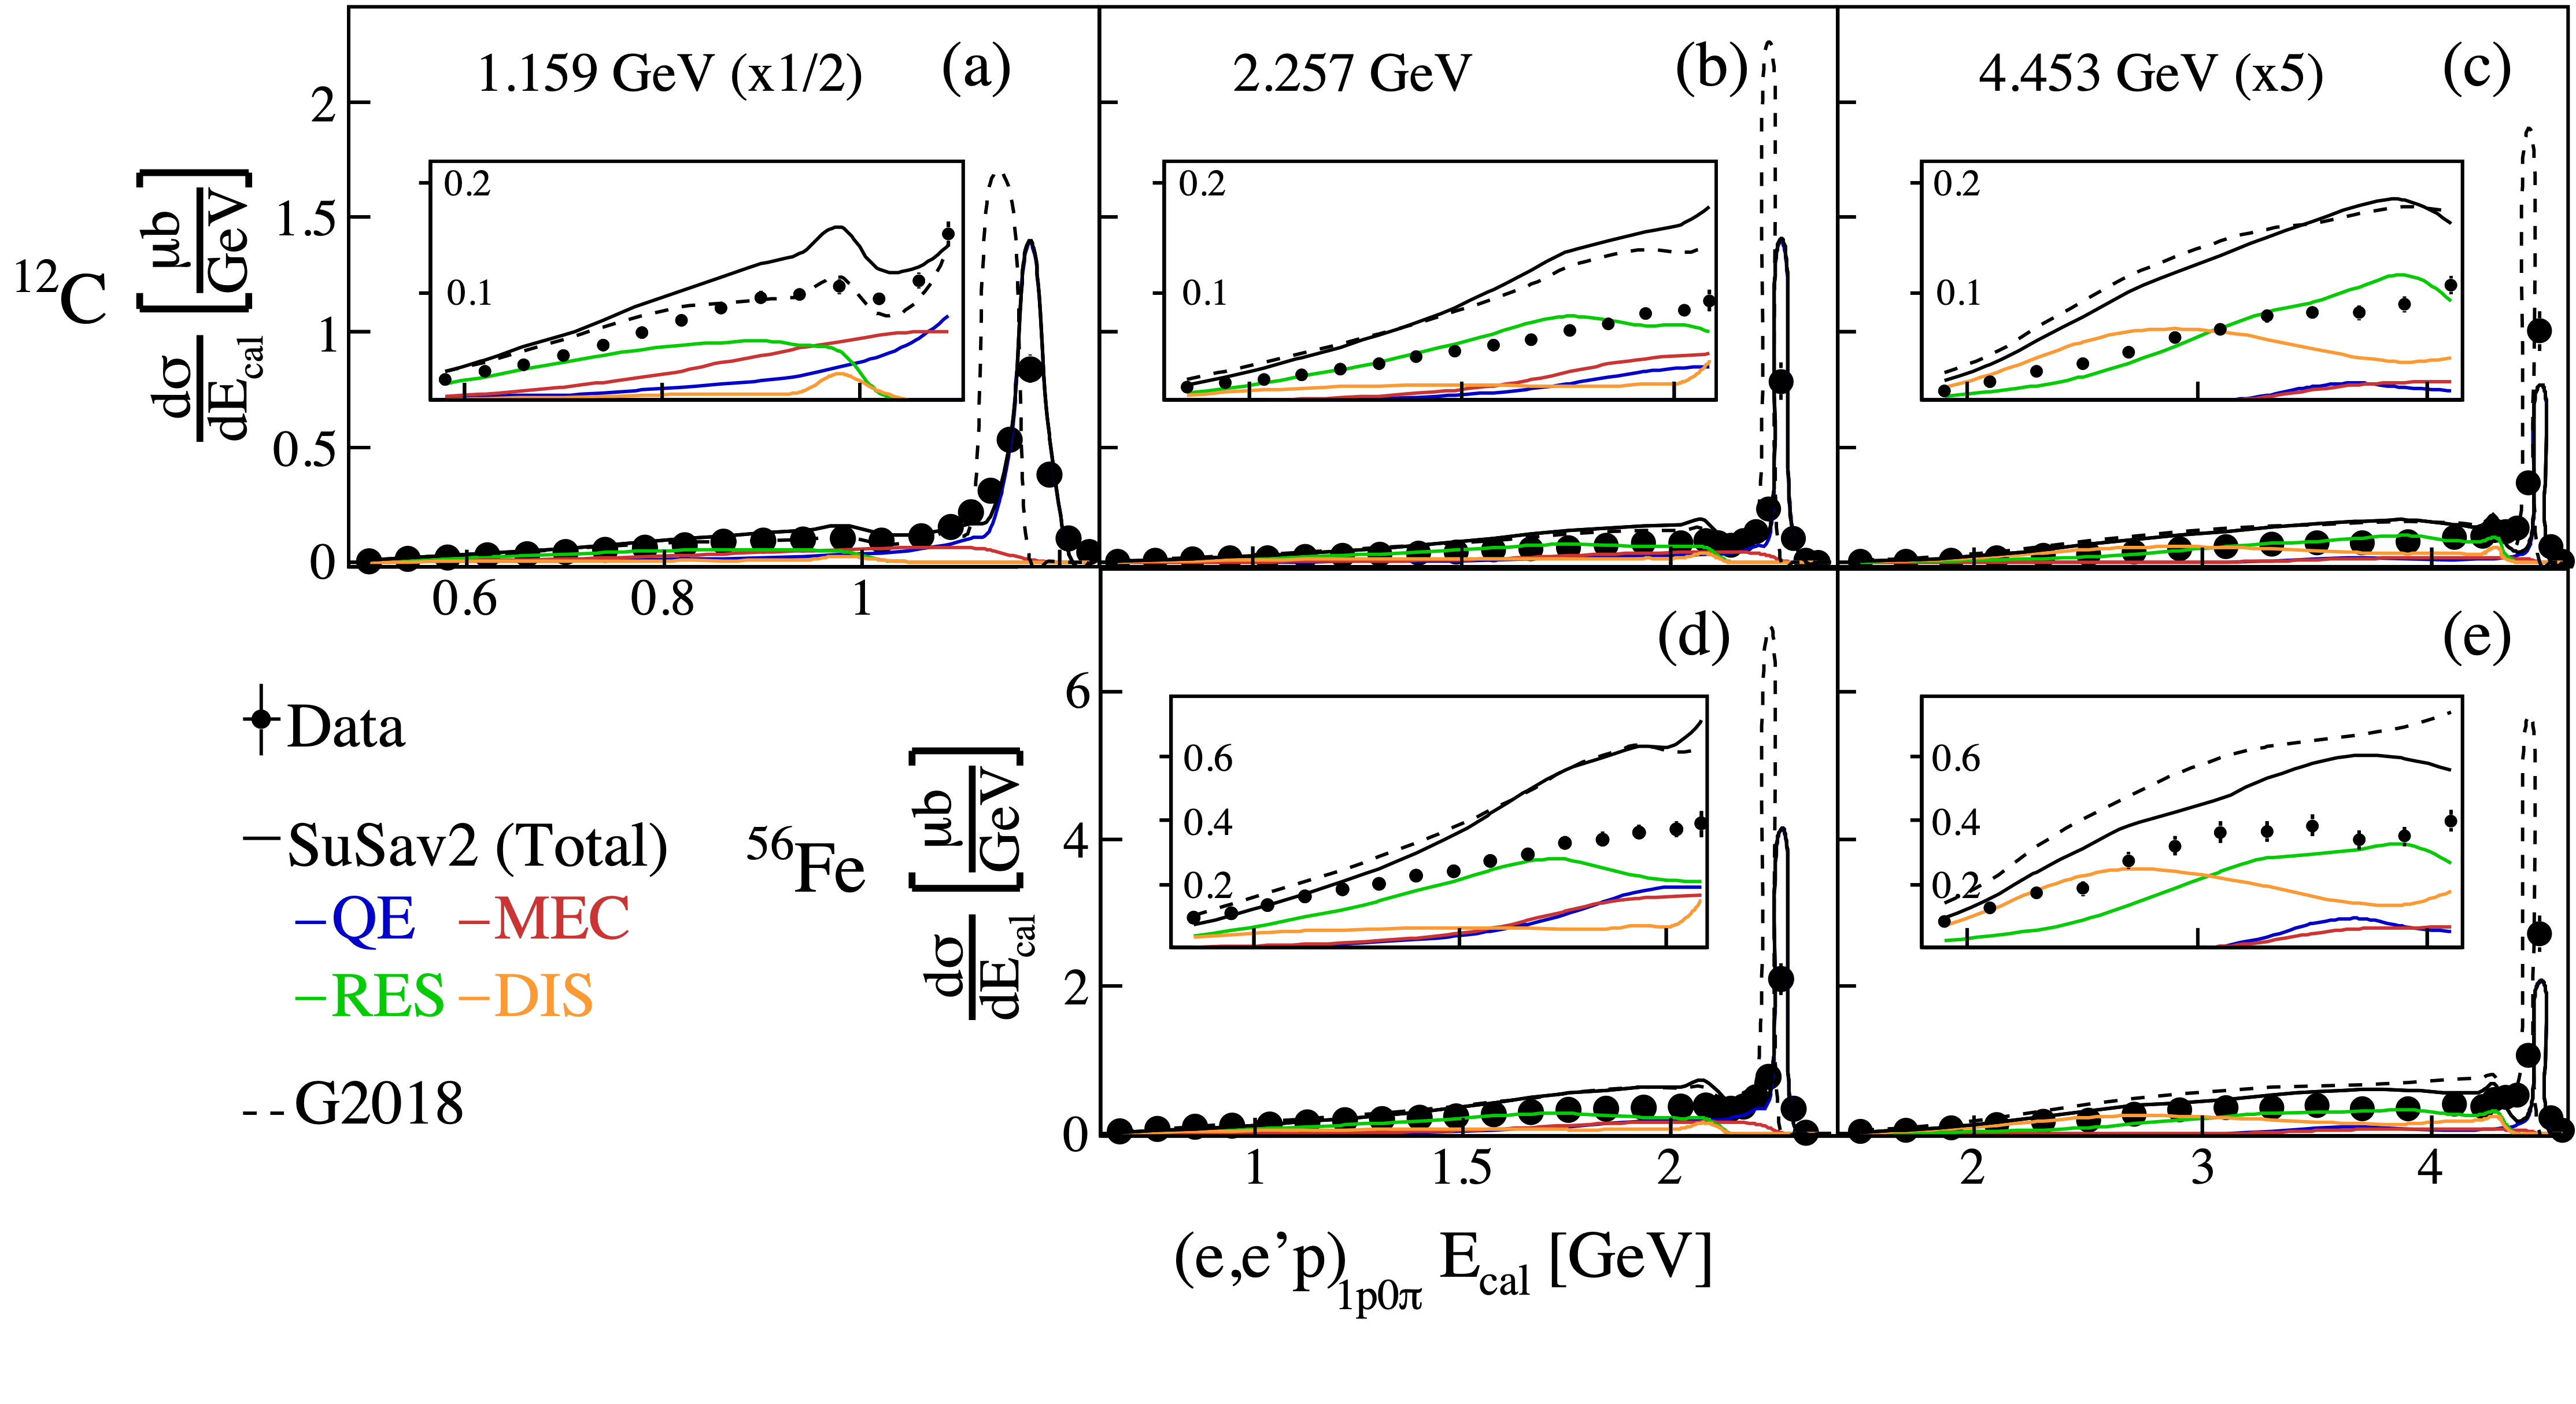 1.159 GeV (x1/2)
(a)
2.257 GeV
(b)
4.453 GeV (x5)
(c)
¹²C
dσ/dE_cal [μb/GeV]
2
1.5
1
0.5
0
0.2
0.1
0.2
0.1
0.2
0.1
0.6
0.8
1
(d)
(e)
⁵⁶Fe
dσ/dE_cal [μb/GeV]
6
4
2
0
0.6
0.4
0.2
0.6
0.4
0.2
1
1.5
2
2
3
4
Data
SuSav2 (Total)
QE
MEC
RES
DIS
G2018
(e,e’p)_1p0π E_cal [GeV]